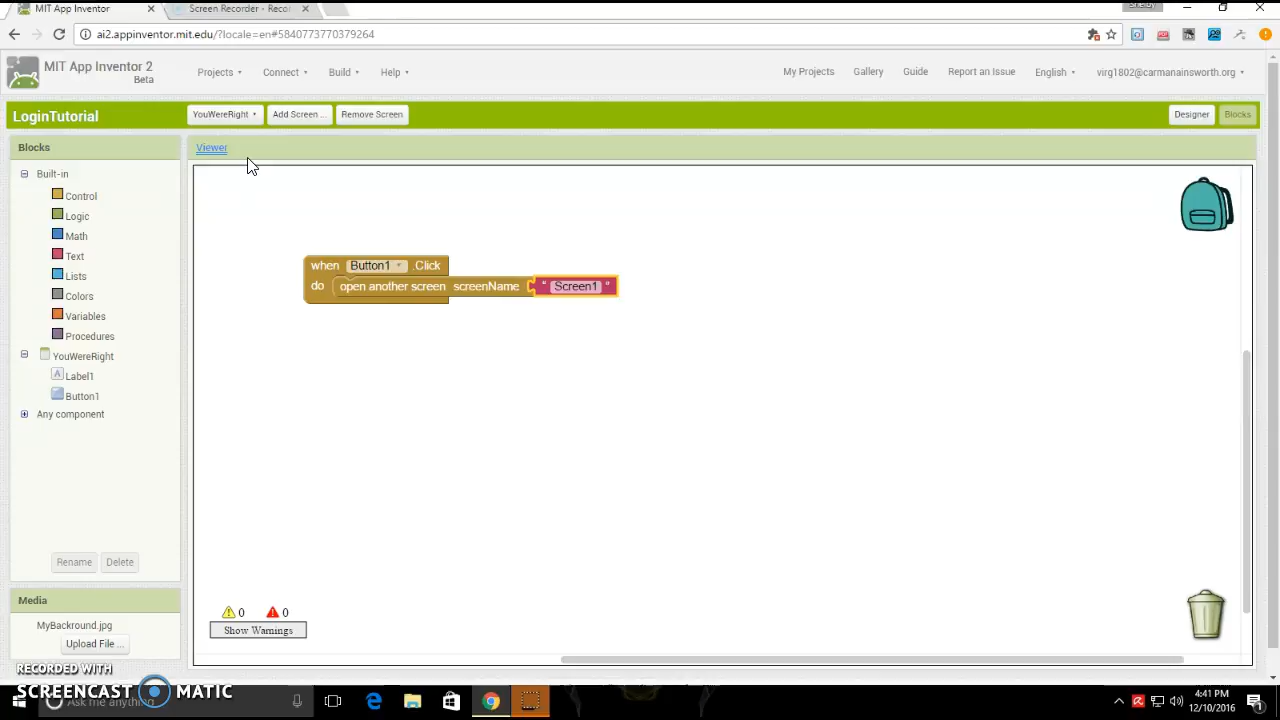 MIT App Inventor
Screen Recorder - Reco
Shelby
ai2.appinventor.mit.edu/?locale=en#5840773770379264
MIT App Inventor 2
Beta
Projects
Connect
Build
Help
My Projects
Gallery
Guide
Report an Issue
English
virg1802@carmanainsworth.org
LoginTutorial
YouWereRight
Add Screen ...
Remove Screen
Designer
Blocks
Blocks
Viewer
Built-in
Control
Logic
Math
Text
Lists
Colors
Variables
Procedures
YouWereRight
Label1
Button1
Any component
when Button1 .Click
do open another screen screenName " Screen1 "
Rename
Delete
0 0
Show Warnings
Media
MyBackround.jpg
Upload File ...
RECORDED WITH
SCREENCAST MATIC
Ask me anything
4:41 PM
12/10/2016